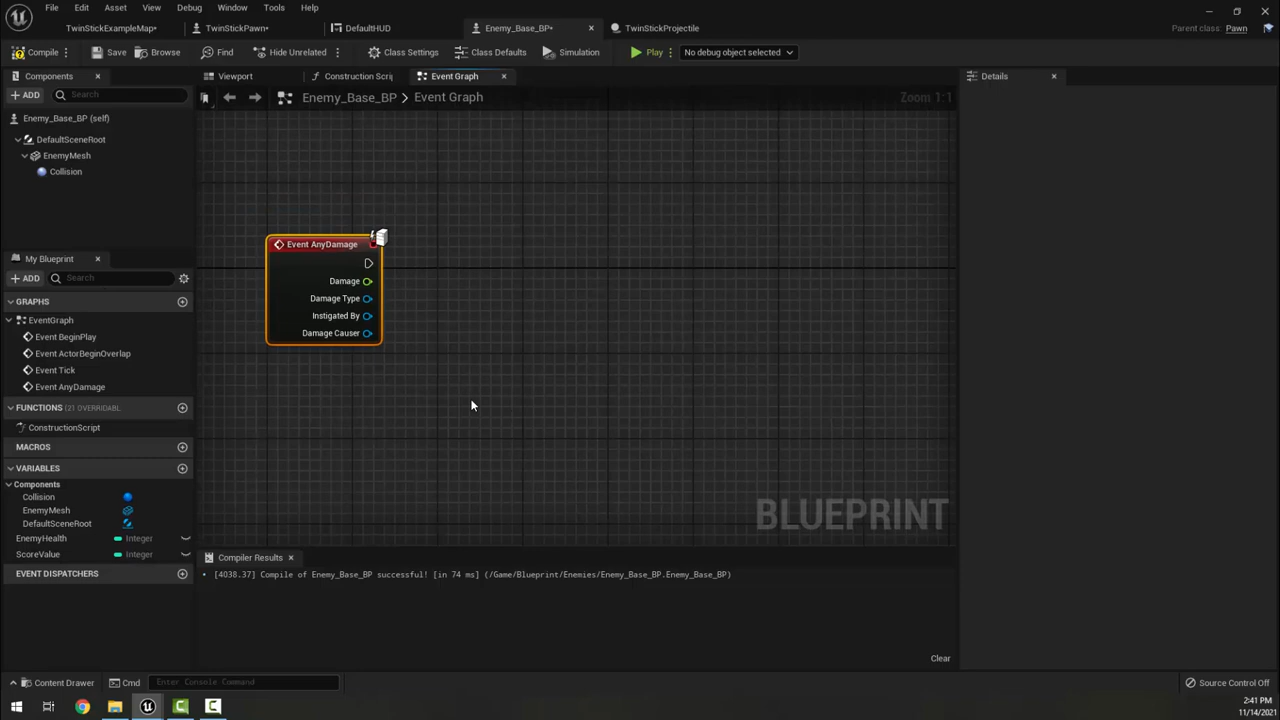 File Edit Asset View Debug Window Tools Help
TwinStickExampleMap* TwinStickPawn* DefaultHUD Enemy_Base_BP* TwinStickProjectile Parent class: Pawn
Compile Save Browse Find Hide Unrelated Class Settings Class Defaults Simulation Play No debug object selected
Components
ADD Search
Enemy_Base_BP (self)
DefaultSceneRoot
EnemyMesh
Collision
My Blueprint
ADD Search
GRAPHS
EventGraph
Event BeginPlay
Event ActorBeginOverlap
Event Tick
Event AnyDamage
FUNCTIONS (21 OVERRIDABL
ConstructionScript
MACROS
VARIABLES
Components
Collision
EnemyMesh
DefaultSceneRoot
EnemyHealth Integer
ScoreValue Integer
EVENT DISPATCHERS
Viewport Construction Scrip Event Graph
Enemy_Base_BP > Event Graph Zoom 1:1
Event AnyDamage
Damage
Damage Type
Instigated By
Damage Causer
BLUEPRINT
Compiler Results
[4038.37] Compile of Enemy_Base_BP successful! [in 74 ms] (/Game/Blueprint/Enemies/Enemy_Base_BP.Enemy_Base_BP)
Clear
Details
Content Drawer Cmd Enter Console Command Source Control Off
2:41 PM
11/14/2021